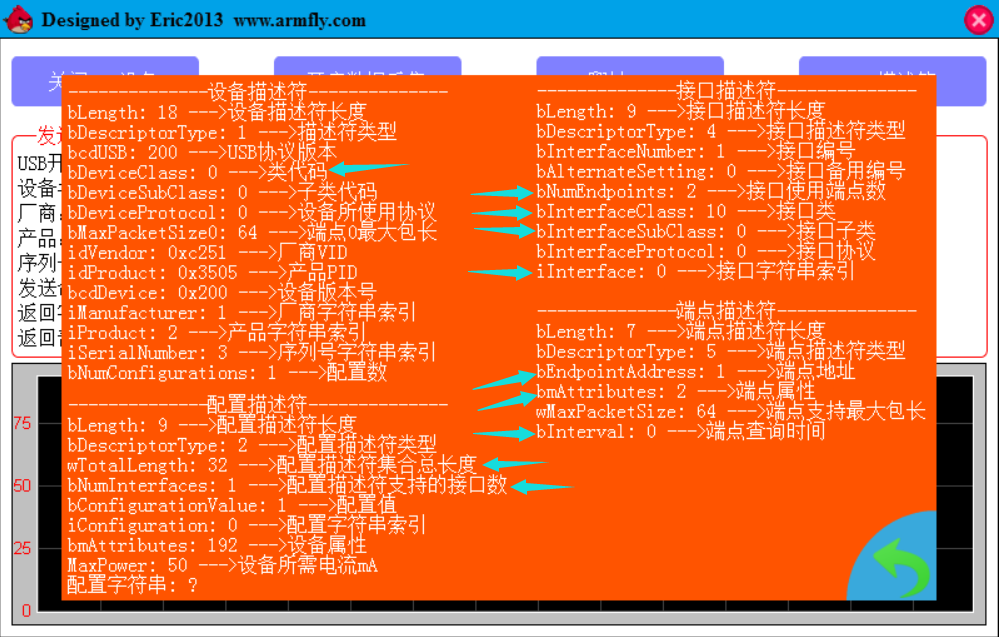 Designed by Eric2013 www.armfly.com
--------------设备描述符--------------
bLength: 18 --->设备描述符长度
bDescriptorType: 1 --->描述符类型
bcdUSB: 200 --->USB协议版本
bDeviceClass: 0 --->类代码
bDeviceSubClass: 0 --->子类代码
bDeviceProtocol: 0 --->设备所使用协议
bMaxPacketSize0: 64 --->端点0最大包长
idVendor: 0xc251 --->厂商VID
idProduct: 0x3505 --->产品PID
bcdDevice: 0x200 --->设备版本号
iManufacturer: 1 --->厂商字符串索引
iProduct: 2 --->产品字符串索引
iSerialNumber: 3 --->序列号字符串索引
bNumConfigurations: 1 --->配置数
--------------配置描述符--------------
bLength: 9 --->配置描述符长度
bDescriptorType: 2 --->配置描述符类型
wTotalLength: 32 --->配置描述符集合总长度
bNumInterfaces: 1 --->配置描述符支持的接口数
bConfigurationValue: 1 --->配置值
iConfiguration: 0 --->配置字符串索引
bmAttributes: 192 --->设备属性
MaxPower: 50 --->设备所需电流mA
配置字符串: ?
--------------接口描述符--------------
bLength: 9 --->接口描述符长度
bDescriptorType: 4 --->接口描述符类型
bInterfaceNumber: 1 --->接口编号
bAlternateSetting: 0 --->接口备用编号
bNumEndpoints: 2 --->接口使用端点数
bInterfaceClass: 10 --->接口类
bInterfaceSubClass: 0 --->接口子类
bInterfaceProtocol: 0 --->接口协议
iInterface: 0 --->接口字符串索引
--------------端点描述符--------------
bLength: 7 --->端点描述符长度
bDescriptorType: 5 --->端点描述符类型
bEndpointAddress: 1 --->端点地址
bmAttributes: 2 --->端点属性
wMaxPacketSize: 64 --->端点支持最大包长
bInterval: 0 --->端点查询时间
发送
USB开
设备
厂商
产品
序列号
发送
返回
返回
75
50
25
0